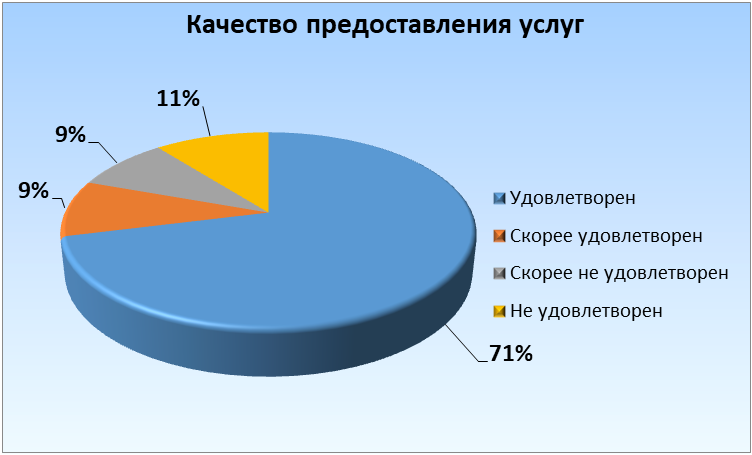 Качество предоставления услуг
11%
9%
9%
71%
Удовлетворен
Скорее удовлетворен
Скорее не удовлетворен
Не удовлетворен